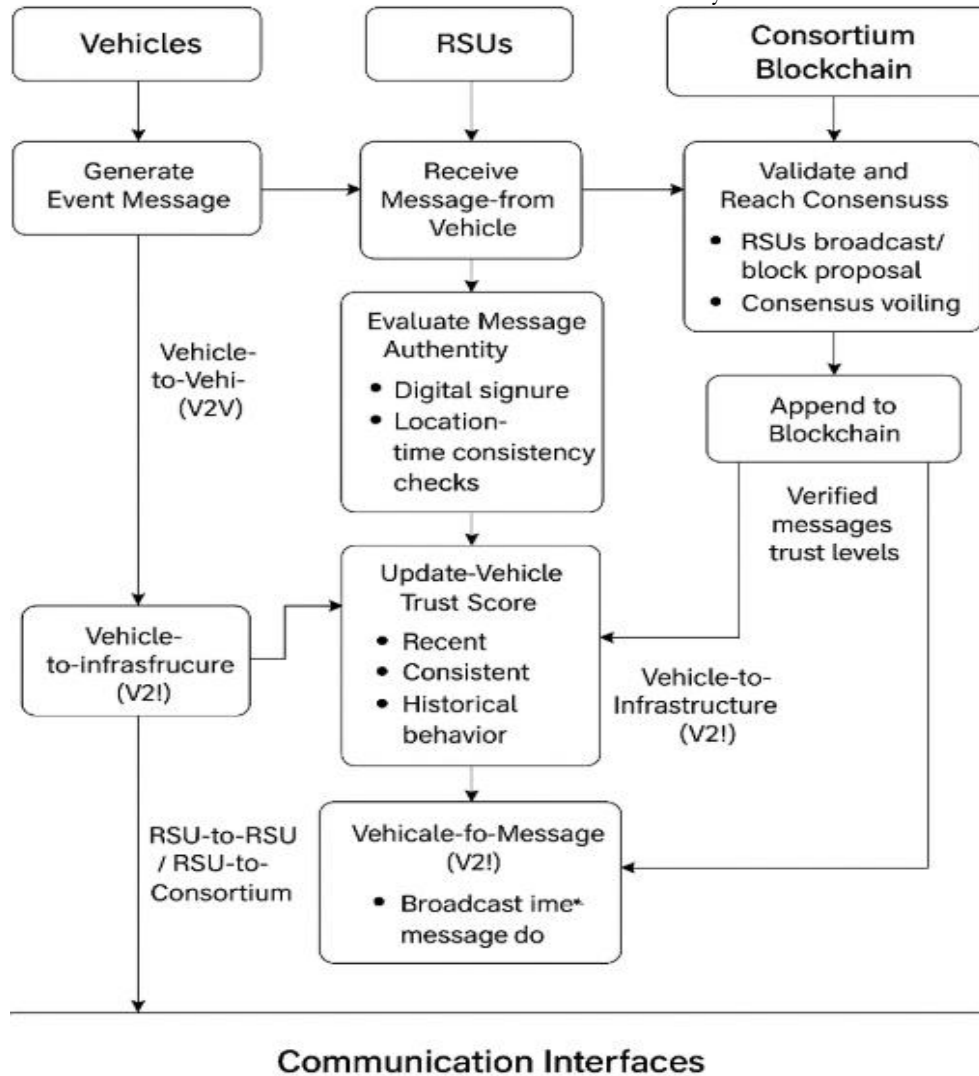 y
Vehicles
RSUs
Consortium
Blockchain
Generate
Event Message
Receive
Message-from
Vehicle
Validate and
Reach Consensuss
• RSUs broadcast/
block proposal
• Consensus voiling
Vehicle-
to-Vehi-
(V2V)
Evaluate Message
Authentity
• Digital signure
• Location-
time consistency
checks
Append to
Blockchain
Verified
messages
trust levels
Vehicle-
to-infrasfrucure
(V2!)
Update-Vehicle
Trust Score
• Recent
• Consistent
• Historical
behavior
Vehicle-to-
Infrastructure
(V2!)
RSU-to-RSU
/ RSU-to-
Consortium
Vehicale-fo-Message
(V2!)
• Broadcast ime*-
message do
Communication Interfaces